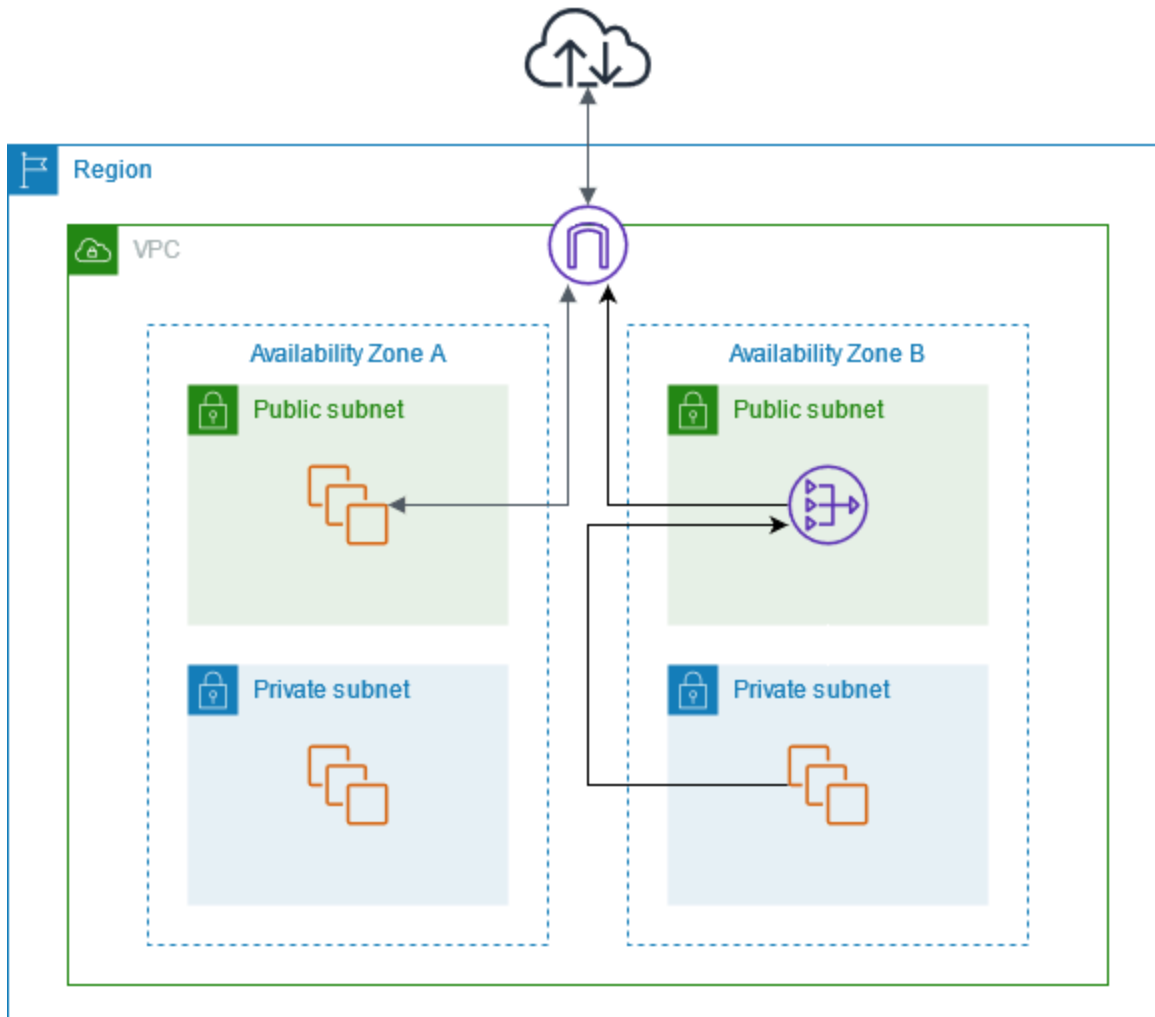 Region
VPC
Availability Zone A
Availability Zone B
Public subnet
Public subnet
Private subnet
Private subnet